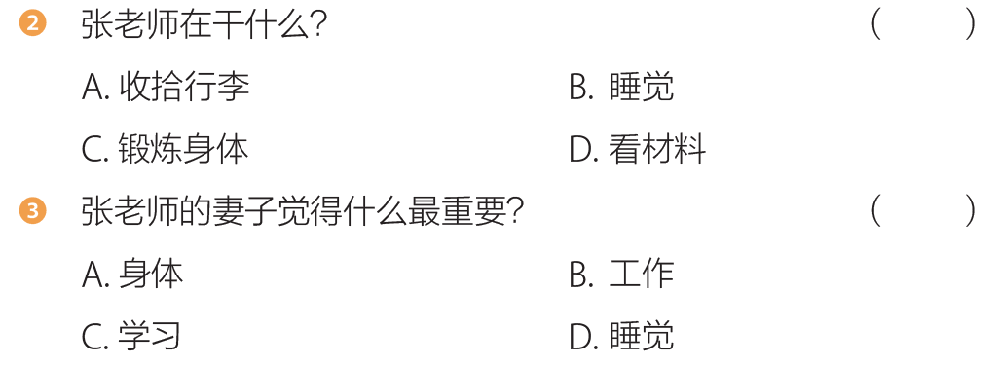 2 张老师在干什么？ （ ）
A. 收拾行李 B. 睡觉
C. 锻炼身体 D. 看材料
3 张老师的妻子觉得什么最重要？ （ ）
A. 身体 B. 工作
C. 学习 D. 睡觉